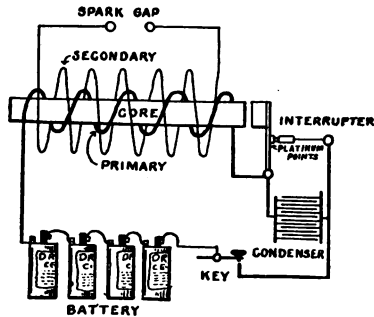 SPARK GAP
SECONDARY
CORE
INTERRUPTER
PLATINUM
POINTS
PRIMARY
CONDENSER
KEY
BATTERY